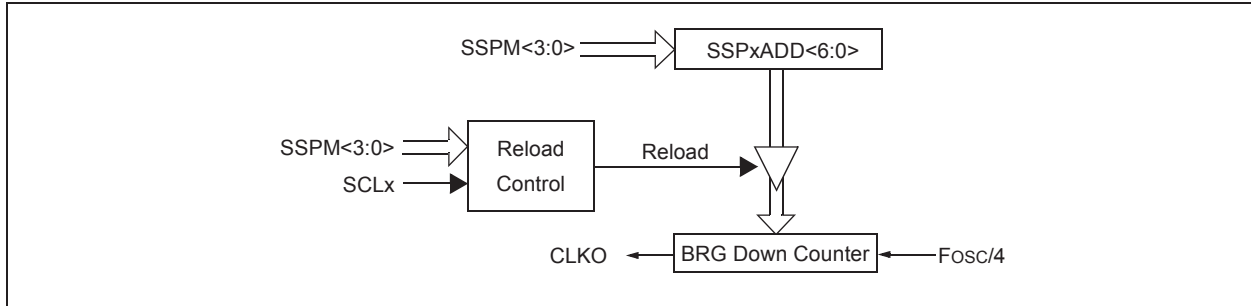 SSPM<3:0>
SSPxADD<6:0>
SSPM<3:0>
SCLx
Reload
Control
Reload
CLKO
BRG Down Counter
FOSC/4